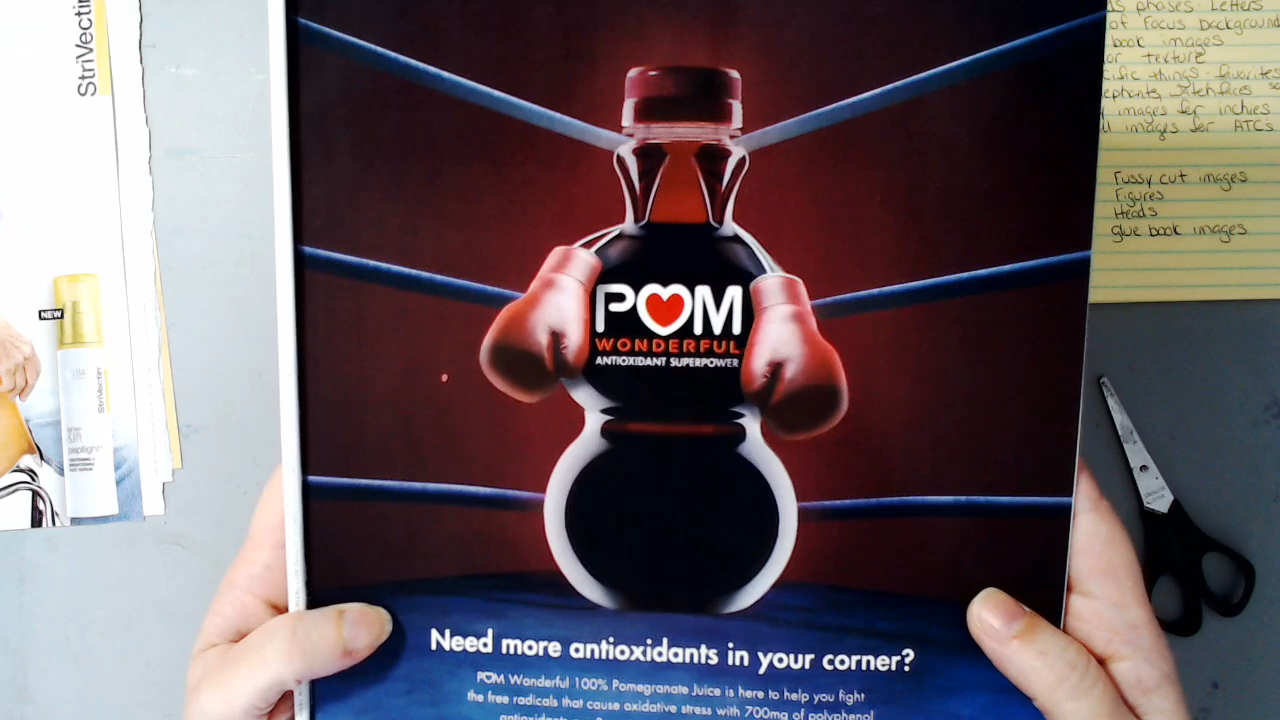 StriVectin
NEW
StriVectin
POM
WONDERFUL
ANTIOXIDANT SUPERPOWER
Need more antioxidants in your corner?
POM Wonderful 100% Pomegranate Juice is here to help you fight
the free radicals that cause oxidative stress with 700mg of polyphenol
phases. Letters
of Focus background
book images
or texture
things. favorites
images for inchies
images for ATCs
Fussy cut images
Figures
Heads
glue book images